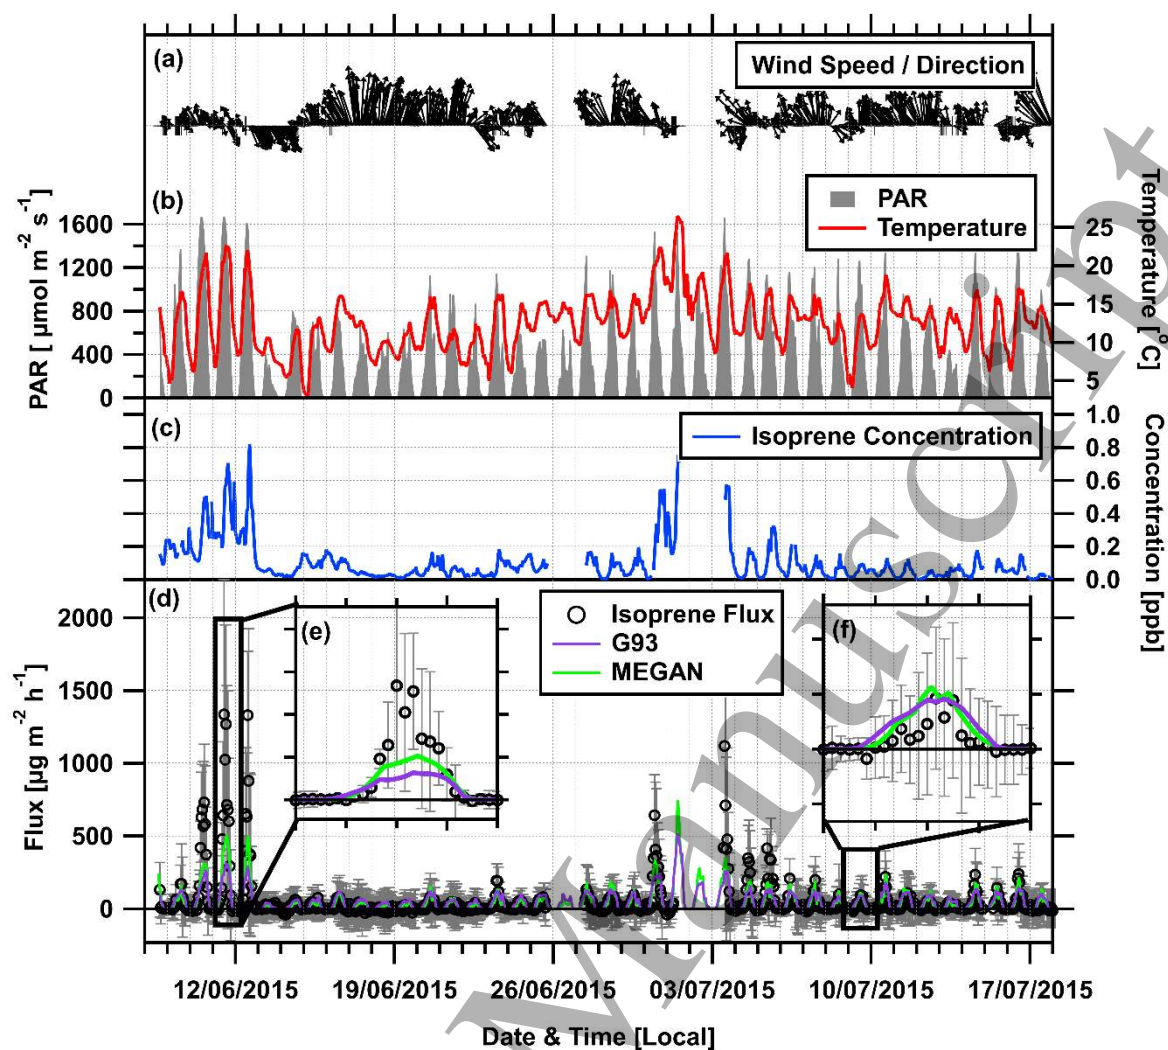 (a)
Wind Speed / Direction
(b)
PAR
Temperature
1600
1200
800
400
0
PAR [µmol m⁻² s⁻¹]
25
20
15
10
5
Temperature [°C]
(c)
Isoprene Concentration
1.0
0.8
0.6
0.4
0.2
0.0
Concentration [ppb]
(d)
Isoprene Flux
G93
MEGAN
(e)
(f)
2000
1500
1000
500
0
Flux [µg m⁻² h⁻¹]
12/06/2015
19/06/2015
26/06/2015
03/07/2015
10/07/2015
17/07/2015
Date & Time [Local]
Manuscript